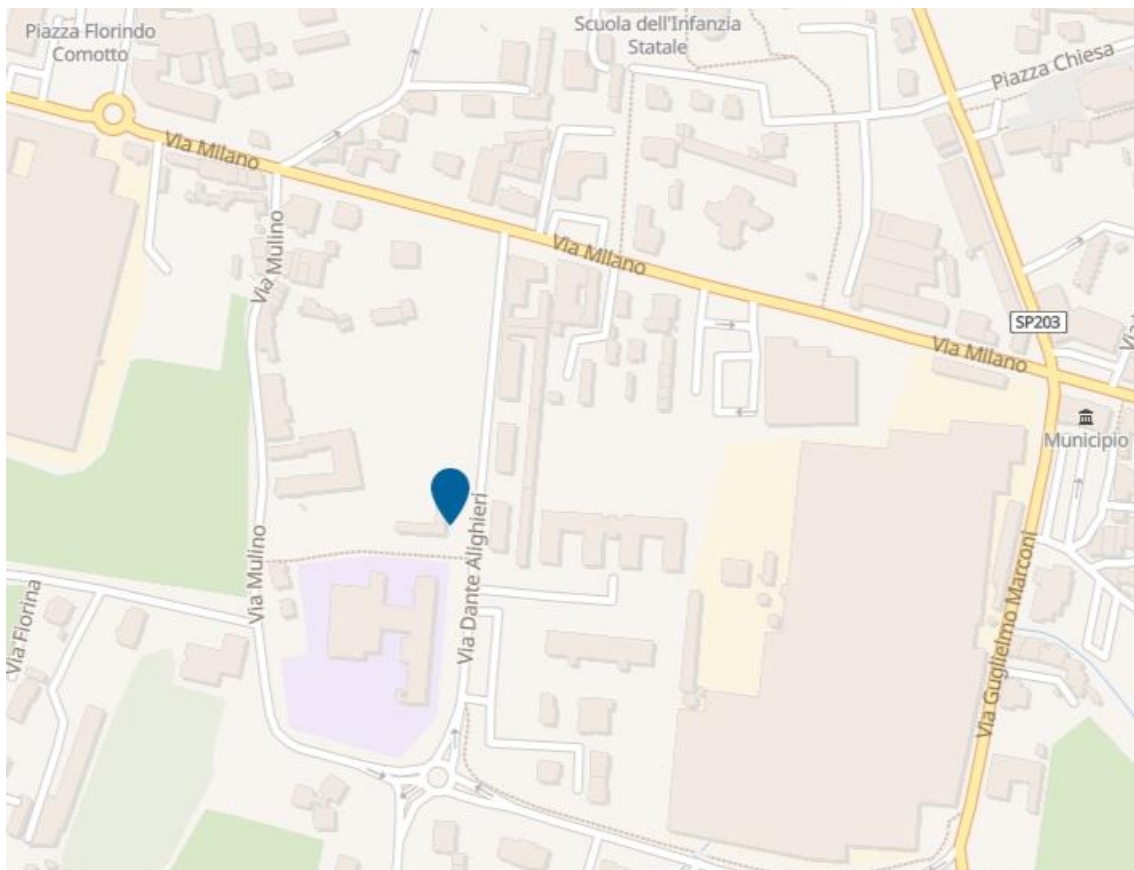 Piazza Florindo
Comotto
Scuola dell'Infanzia
Statale
Piazza Chiesa
Via Milano
Via Mulino
Via Milano
SP203
Via Milano
Municipio
Via Dante Alighieri
Via Mulino
Via Guglielmo Marconi
Via Fiorina